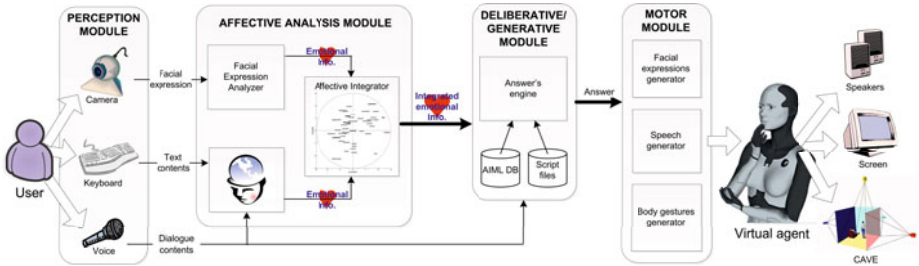 PERCEPTION
MODULE
Camera
Keyboard
Voice
User
Facial
expression
Text
contents
Dialogue
contents
AFFECTIVE ANALYSIS MODULE
Facial
Expression
Analyzer
Emotional
Info.
Affective Integrator
Emotional
Info.
Integrated
emotional
Info.
DELIBERATIVE/
GENERATIVE
MODULE
Answer's
engine
AIML DB
Script
files
Answer
MOTOR
MODULE
Facial
expressions
generator
Speech
generator
Body gestures
generator
Virtual agent
Speakers
Screen
CAVE